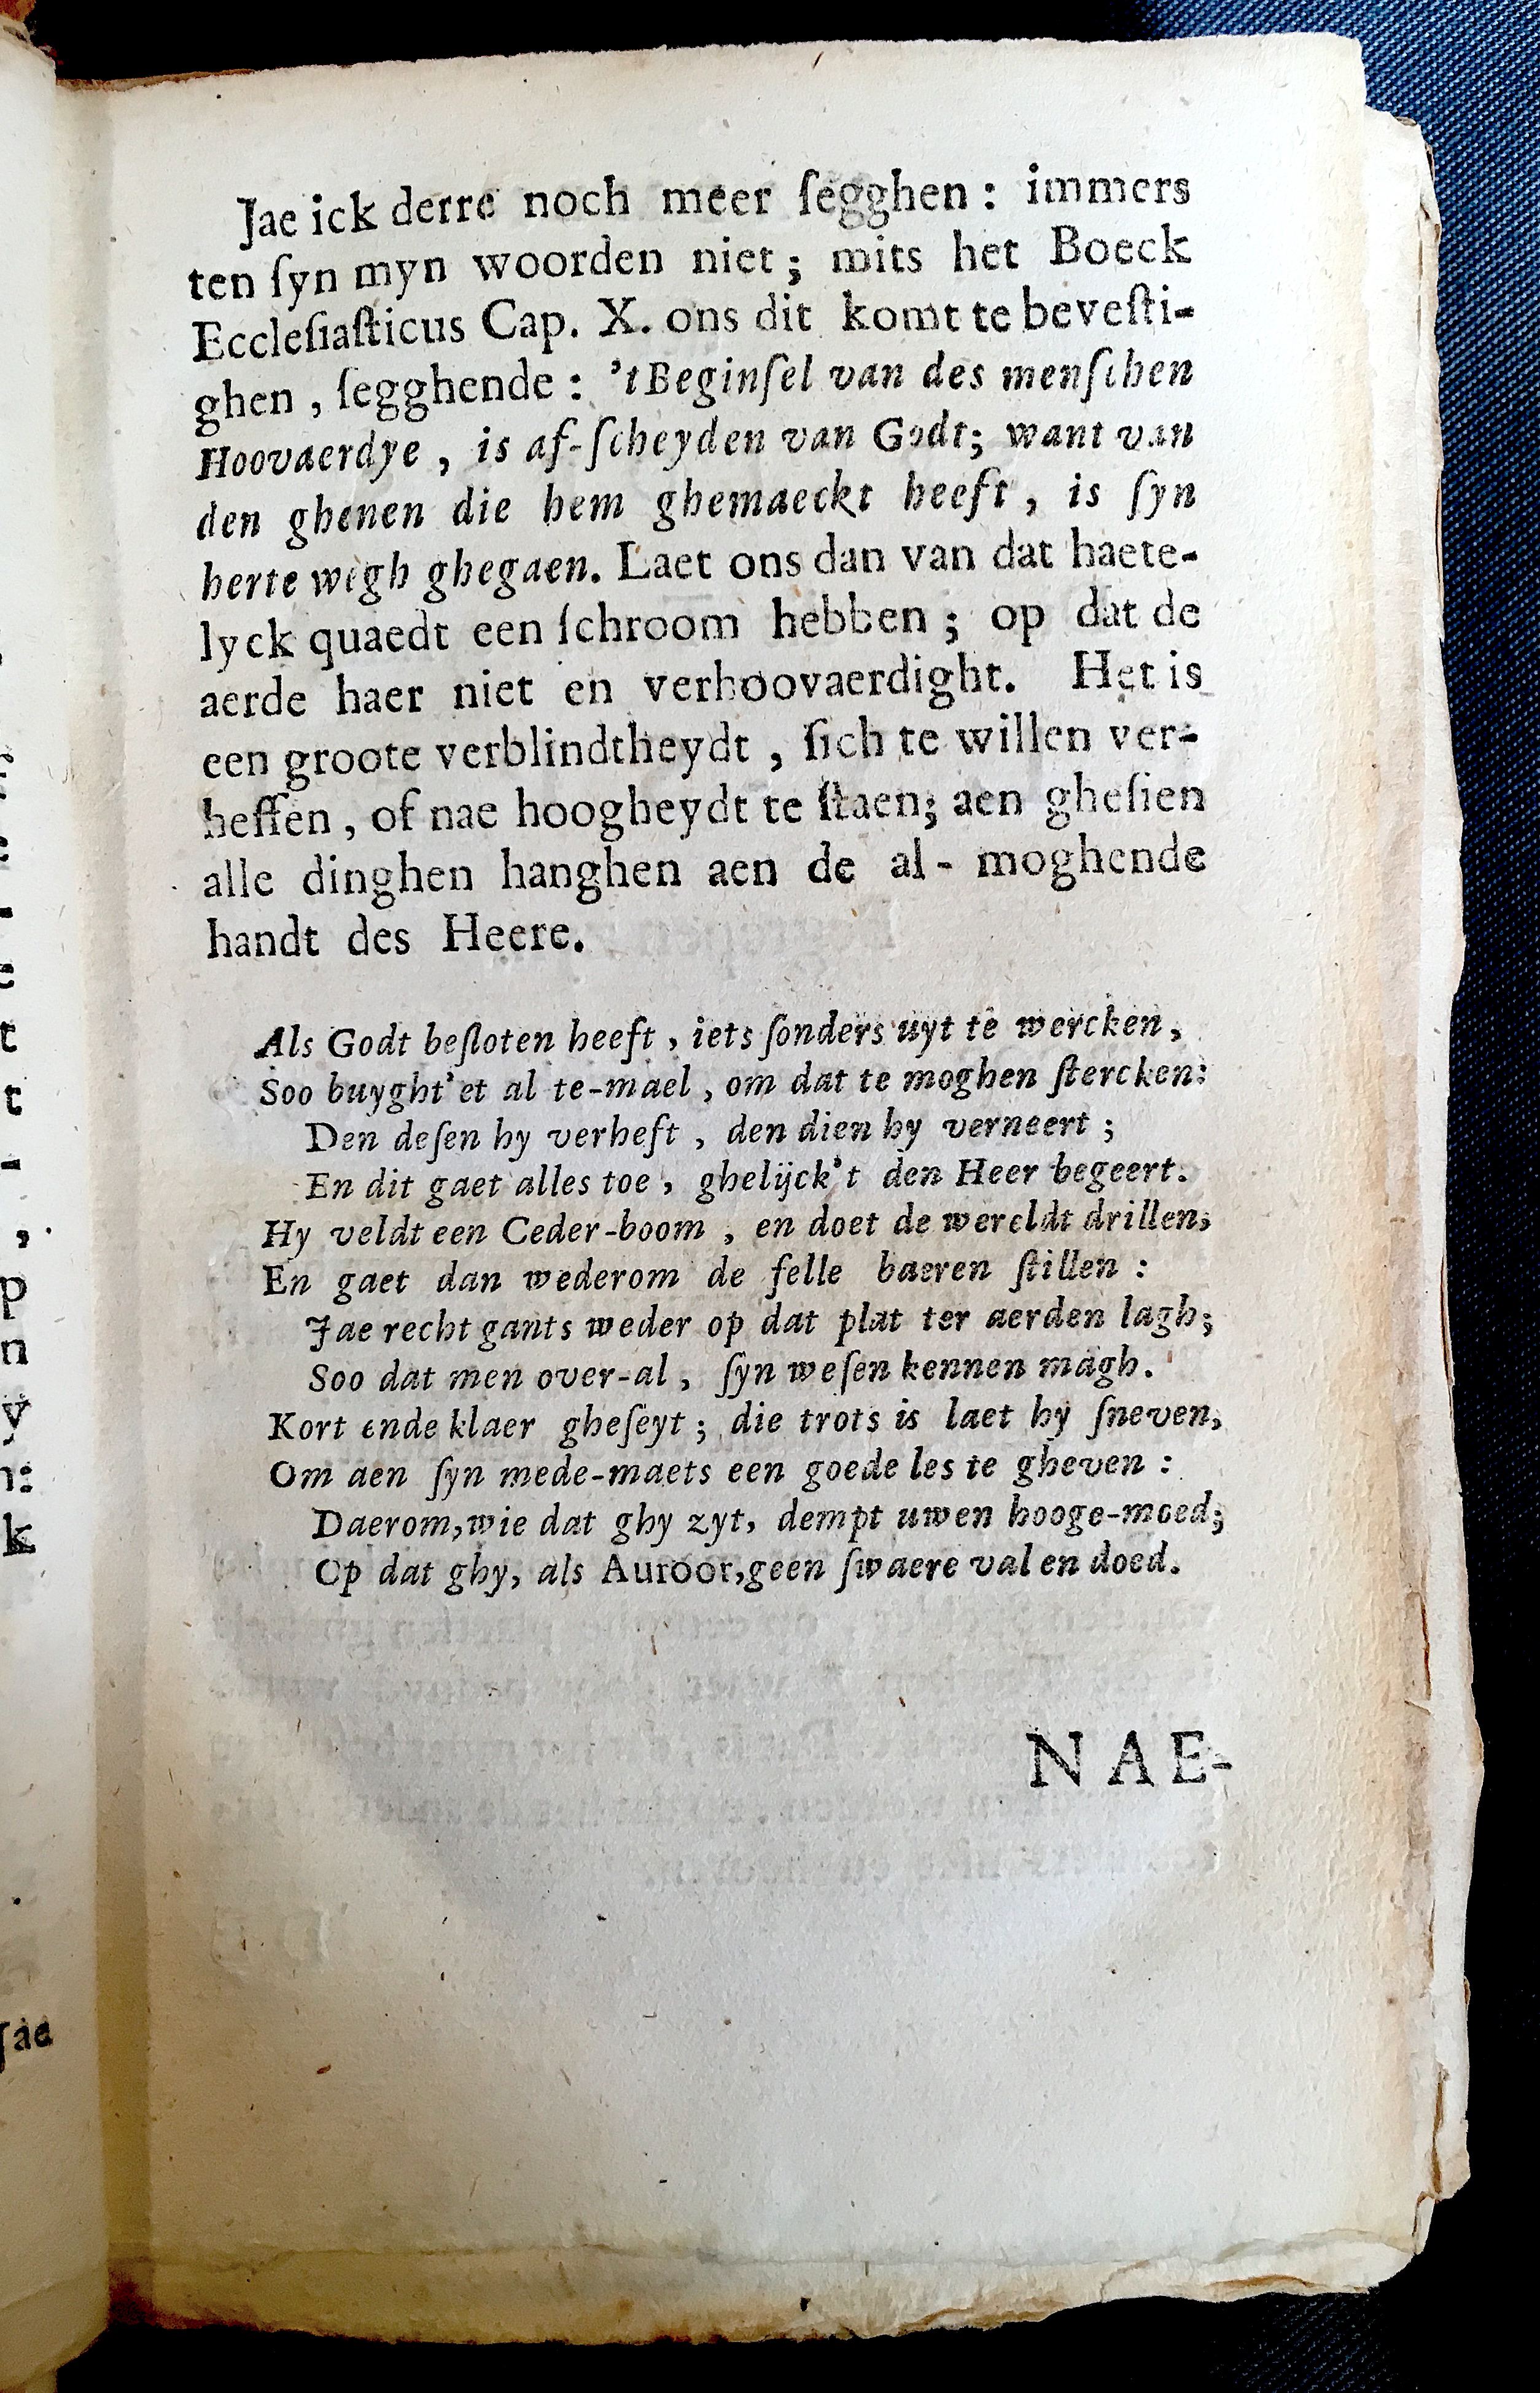 Jae ick derre noch meer ſegghen : immers
ten ſyn myn woorden niet ; mits het Boeck
Eccleſiaſticus Cap. X. ons dit komt te beveſti-
ghen , ſegghende : 't Beginſel van des menſchen
Hoovaerdye , is af-ſcheyden van Godt; want van
den ghenen die hem ghemaeckt heeft , is ſyn
herte wegh ghegaen. Laet ons dan van dat haete-
lyck quaedt een ſchroom hebben ; op dat de
aerde haer niet en verhoovaerdight. Het is
een groote verblindtheydt , ſich te willen ver-
heffen , of nae hoogheydt te ſtaen; aen gheſien
alle dinghen hanghen aen de al - moghende
handt des Heere.
Als Godt beſloten heeft , iets ſonders uyt te wercken,
Soo buyght'et al te-mael , om dat te moghen ſtercken:
Den deſen hy verheft , den dien hy verneert ;
En dit gaet alles toe , ghelijck't den Heer begeert.
Hy veldt een Ceder-boom , en doet de wereldt drillen,
En gaet dan wederom de felle baeren ſtillen :
Jae recht gants weder op dat plat ter aerden lagh;
Soo dat men over-al , ſyn weſen kennen magh.
Kort ende klaer gheſeyt ; die trots is laet hy ſneven,
Om aen ſyn mede-maets een goede les te gheven :
Daerom, wie dat ghy zyt, dempt uwen hooge-moed;
Op dat ghy, als Auroor, geen ſwaere val en doed.
NAE-